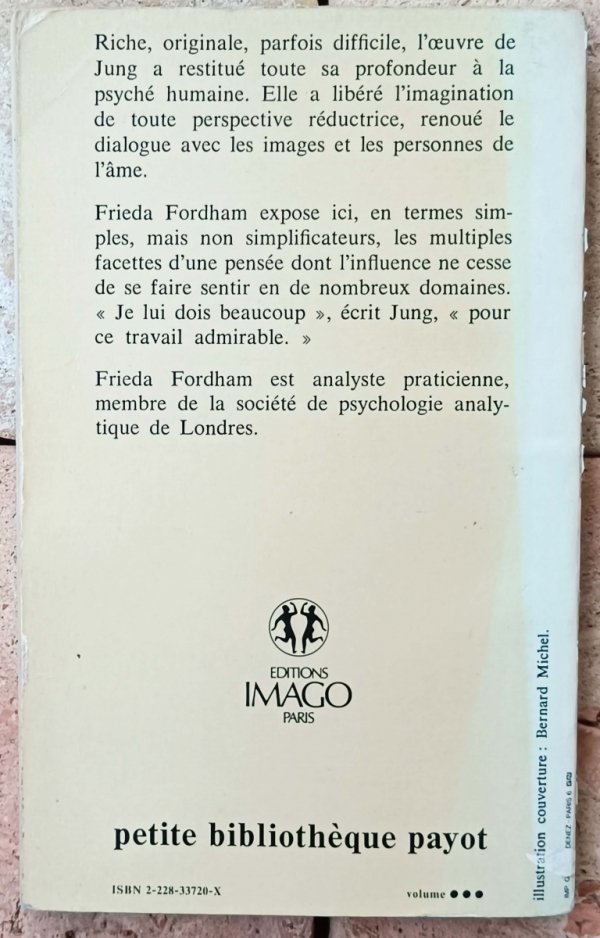 Riche, originale, parfois difficile, l'œuvre de
Jung a restitué toute sa profondeur à la
psyché humaine. Elle a libéré l'imagination
de toute perspective réductrice, renoué le
dialogue avec les images et les personnes de
l'âme.
Frieda Fordham expose ici, en termes sim-
ples, mais non simplificateurs, les multiples
facettes d'une pensée dont l'influence ne cesse
de se faire sentir en de nombreux domaines.
« Je lui dois beaucoup », écrit Jung, « pour
ce travail admirable. »
Frieda Fordham est analyste praticienne,
membre de la société de psychologie analy-
tique de Londres.
EDITIONS
IMAGO
PARIS
petite bibliothèque payot
ISBN 2-228-33720-X
volume ●●●
illustration couverture : Bernard Michel.
IMP G DENEZ - PARIS 6